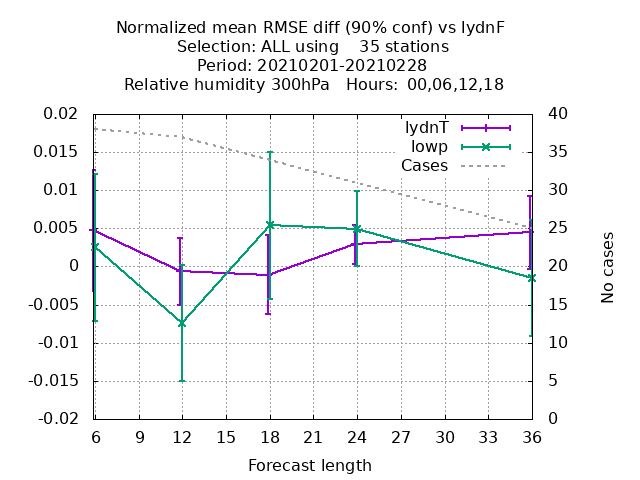 Normalized mean RMSE diff (90% conf) vs lydnF
Selection: ALL using    35 stations
Period: 20210201-20210228
Relative humidity 300hPa   Hours:  00,06,12,18
0.02
0.015
0.01
0.005
0
-0.005
-0.01
-0.015
-0.02
40
35
30
25
20
15
10
5
0
lydnT
lowp
Cases
No cases
6 9 12 15 18 21 24 27 30 33 36
Forecast length